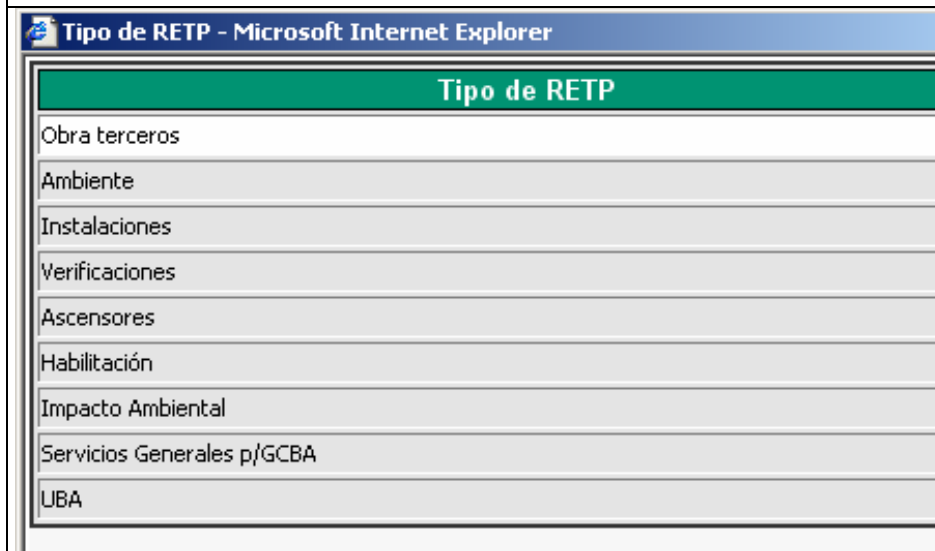 Tipo de RETP - Microsoft Internet Explorer
Tipo de RETP
Obra terceros
Ambiente
Instalaciones
Verificaciones
Ascensores
Habilitación
Impacto Ambiental
Servicios Generales p/GCBA
UBA